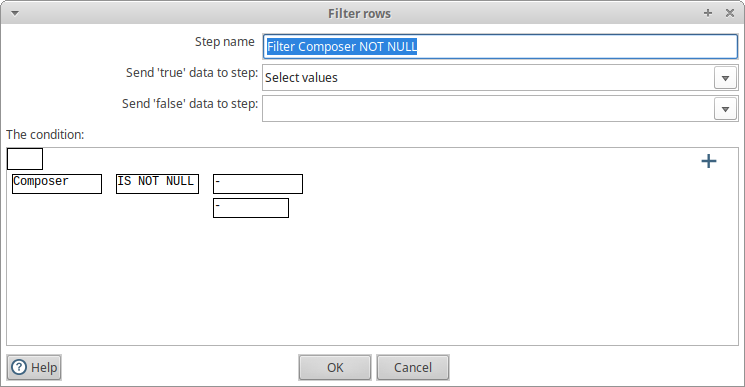 Filter rows
Step name Filter Composer NOT NULL
Send 'true' data to step: Select values
Send 'false' data to step:
The condition:
Composer IS NOT NULL -
-
Help OK Cancel